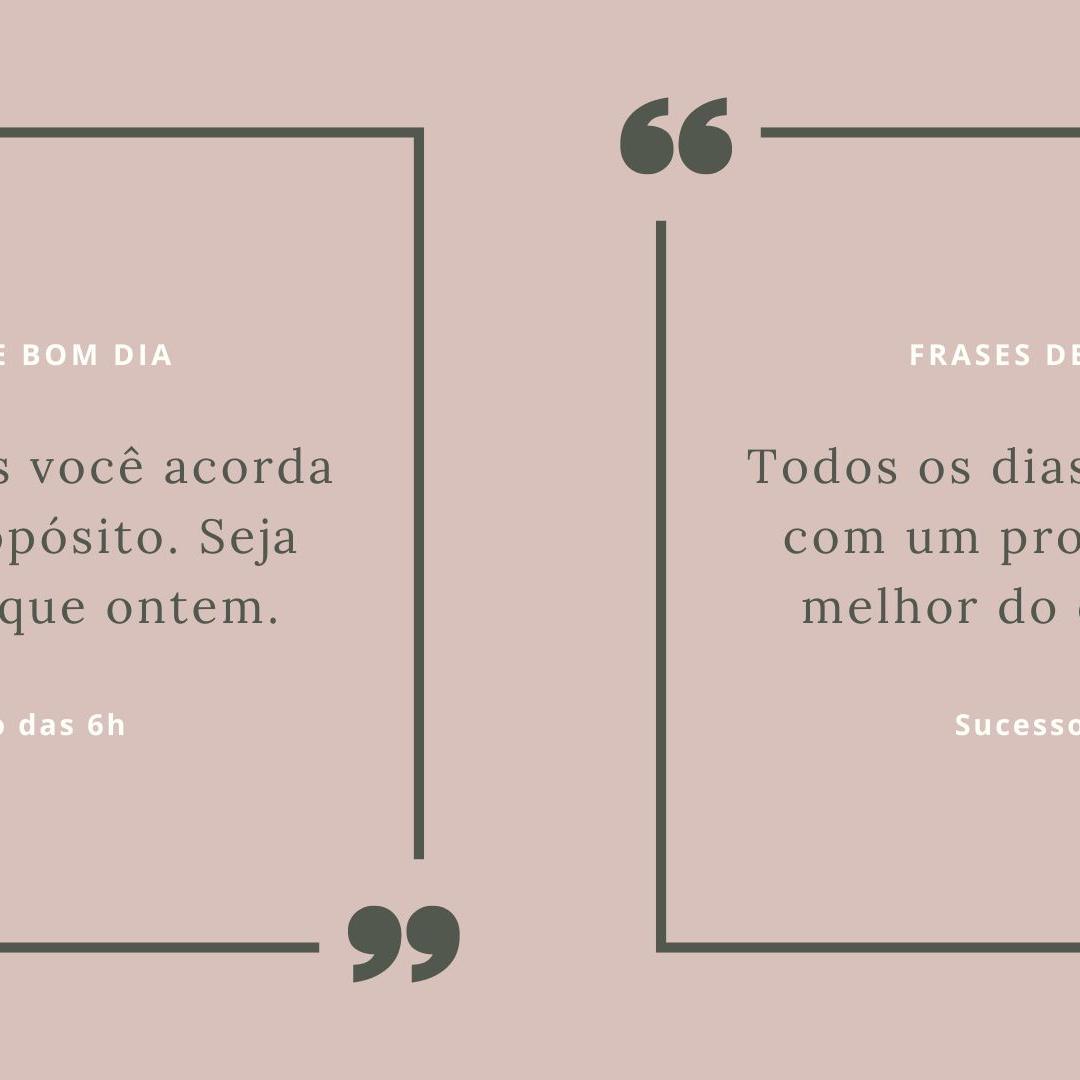 E BOM DIA
s você acorda
opósito. Seja
que ontem.
o das 6h
FRASES DE
Todos os dias
com um pro
melhor do
Sucesso